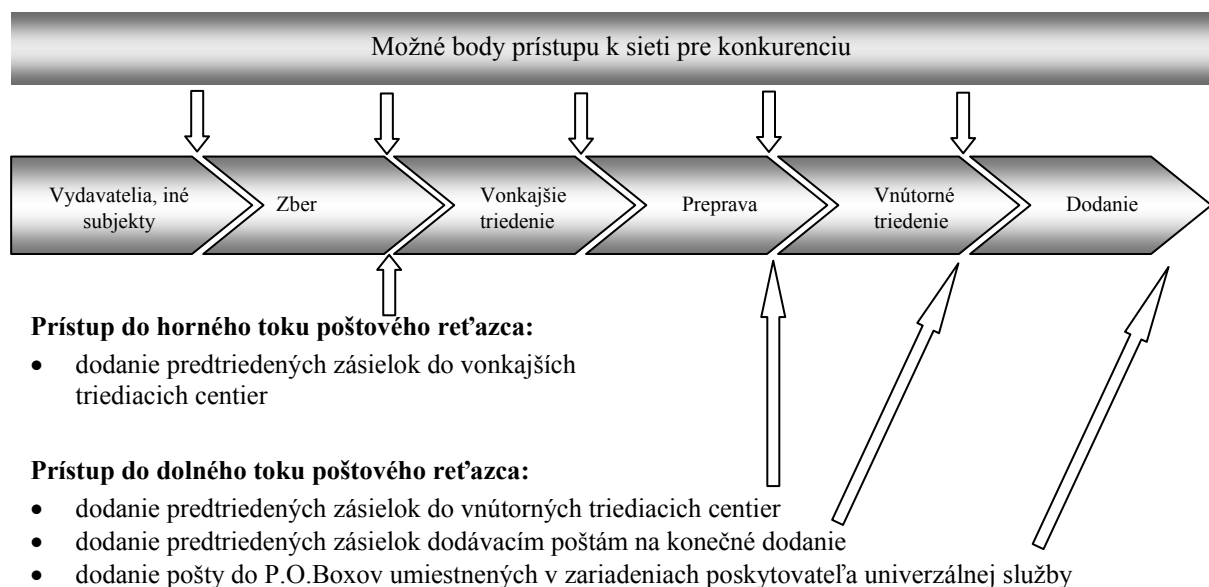 Možné body prístupu k sieti pre konkurenciu
Vydavatelia, iné
subjekty
Zber
Vonkajšie
triedenie
Preprava
Vnútorné
triedenie
Dodanie
Prístup do horného toku poštového reťazca:
• dodanie predtriedených zásielok do vonkajších
triediacich centier
Prístup do dolného toku poštového reťazca:
• dodanie predtriedených zásielok do vnútorných triediacich centier
• dodanie predtriedených zásielok dodávacím poštám na konečné dodanie
• dodanie pošty do P.O.Boxov umiestnených v zariadeniach poskytovateľa univerzálnej služby